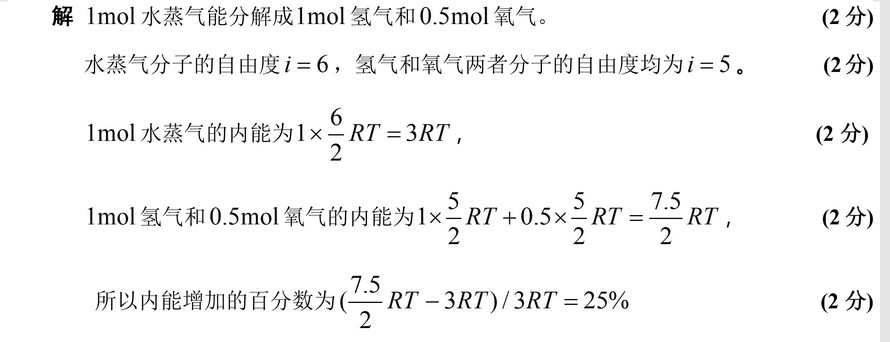 解 1mol 水蒸气能分解成1mol 氢气和 0.5mol 氧气。 (2 分)
水蒸气分子的自由度 i = 6，氢气和氧气两者分子的自由度均为 i = 5。 (2 分)
1mol 水蒸气的内能为 1×6/2 RT = 3RT， (2 分)
1mol 氢气和 0.5mol 氧气的内能为 1×5/2 RT + 0.5×5/2 RT = 7.5/2 RT， (2 分)
所以内能增加的百分数为 (7.5/2 RT − 3RT) / 3RT = 25% (2 分)